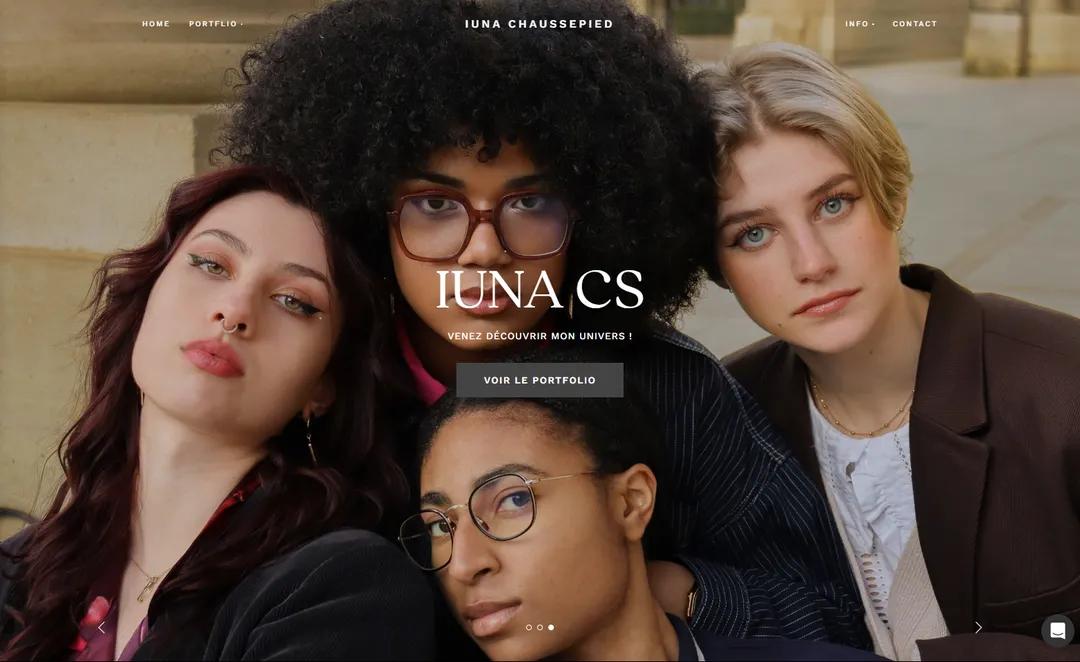 HOME
PORTFLIO
IUNA CHAUSSEPIED
INFO
CONTACT
IUNA CS
VENEZ DÉCOUVRIR MON UNIVERS !
VOIR LE PORTFOLIO